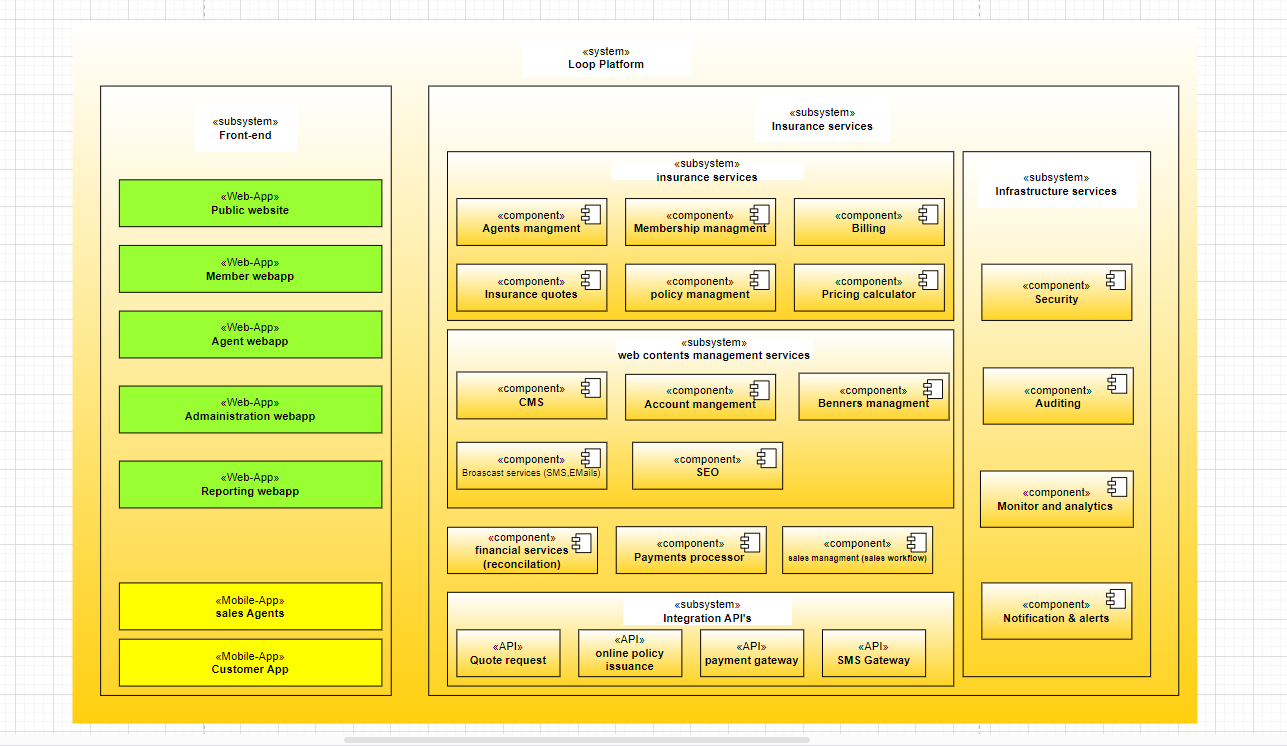 «system»
Loop Platform
«subsystem»
Front-end
«Web-App»
Public website
«Web-App»
Member webapp
«Web-App»
Agent webapp
«Web-App»
Admainistration webapp
«Web-App»
Reporting webapp
«Mobile-App»
sales Agents
«Mobile-App»
Customer App
«subsystem»
Insurance services
«subsystem»
insurance services
«component»
Agents mangment
«component»
Membership managment
«component»
Billing
«component»
Insurance quotes
«component»
policy managment
«component»
Pricing calculator
«subsystem»
web contents management services
«component»
CMS
«component»
Account mangement
«component»
Benners managment
«component»
Broascast services (SMS,EMails)
«component»
SEO
«component»
financial services
(reconcilation)
«component»
Payments processor
«component»
sales managment (sales workflow)
«subsystem»
Integration API's
«API»
Quote request
«API»
online policy
issuance
«API»
payment gateway
«API»
SMS Gateway
«subsystem»
Infrastructure services
«component»
Security
«component»
Auditing
«component»
Monitor and analytics
«component»
Notification & alerts